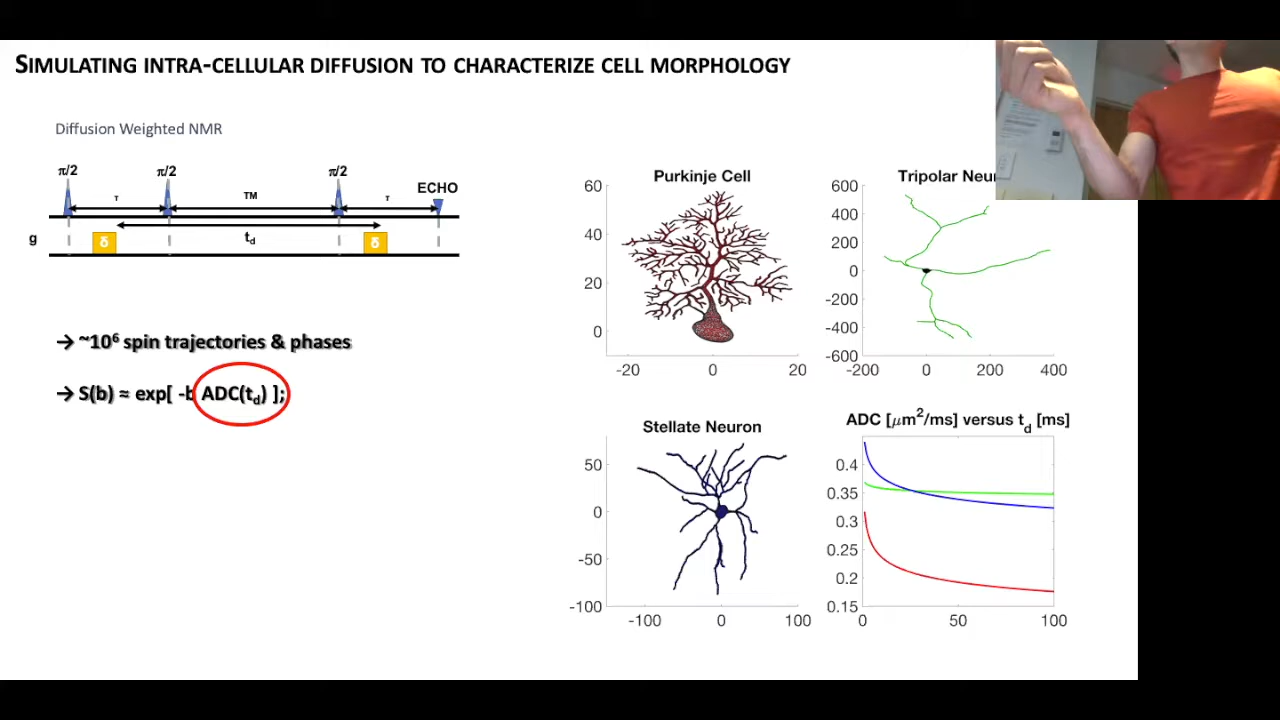 SIMULATING INTRA-CELLULAR DIFFUSION TO CHARACTERIZE CELL MORPHOLOGY
Diffusion Weighted NMR
π/2 π/2 π/2
ECHO
τ TM τ
g δ t_d δ
→ ~10⁶ spin trajectories & phases
→ S(b) ≈ exp[ -b ADC(t_d) ];
Purkinje Cell
60
40
20
0
-20 0 20
Tripolar
600
400
200
0
-200
-400
-600
-200 0 200 400
Stellate Neuron
50
0
-50
-100
-100 0 100
ADC [μm²/ms] versus t_d [ms]
0.4
0.35
0.3
0.25
0.2
0.15
0 50 100